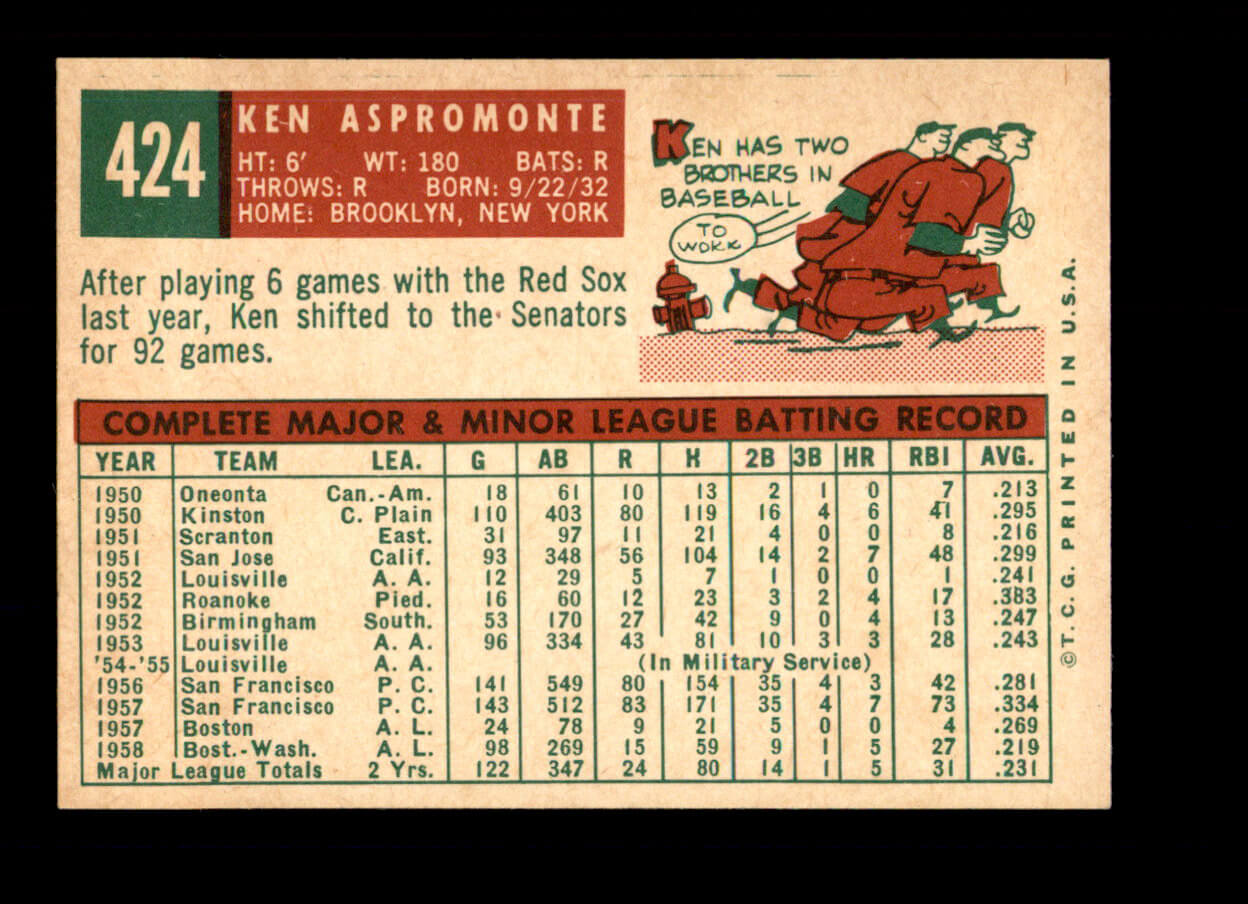 424
KEN ASPROMONTE
HT: 6' WT: 180 BATS: R
THROWS: R BORN: 9/22/32
HOME: BROOKLYN, NEW YORK
KEN HAS TWO
BROTHERS IN
BASEBALL
TO
WORK
After playing 6 games with the Red Sox
last year, Ken shifted to the Senators
for 92 games.
COMPLETE MAJOR & MINOR LEAGUE BATTING RECORD
YEAR TEAM LEA. G AB R H 2B 3B HR RBI AVG.
1950 Oneonta Can.-Am. 18 61 10 13 2 1 0 7 .213
1950 Kinston C. Plain 110 403 80 119 16 4 6 41 .295
1951 Scranton East. 31 97 11 21 4 0 0 8 .216
1951 San Jose Calif. 93 348 56 104 14 2 7 48 .299
1952 Louisville A. A. 12 29 5 7 1 0 0 1 .241
1952 Roanoke Pied. 16 60 12 23 3 2 4 17 .383
1952 Birmingham South. 53 170 27 42 9 0 4 13 .247
1953 Louisville A. A. 96 334 43 81 10 3 3 28 .243
'54-'55 Louisville A. A. (In Military Service)
1956 San Francisco P. C. 141 549 80 154 35 4 3 42 .281
1957 San Francisco P. C. 143 512 83 171 35 4 7 73 .334
1957 Boston A. L. 24 78 9 21 5 0 0 4 .269
1958 Bost.-Wash. A. L. 98 269 15 59 9 1 5 27 .219
Major League Totals 2 Yrs. 122 347 24 80 14 1 5 31 .231
©T. C. G. PRINTED IN U.S.A.